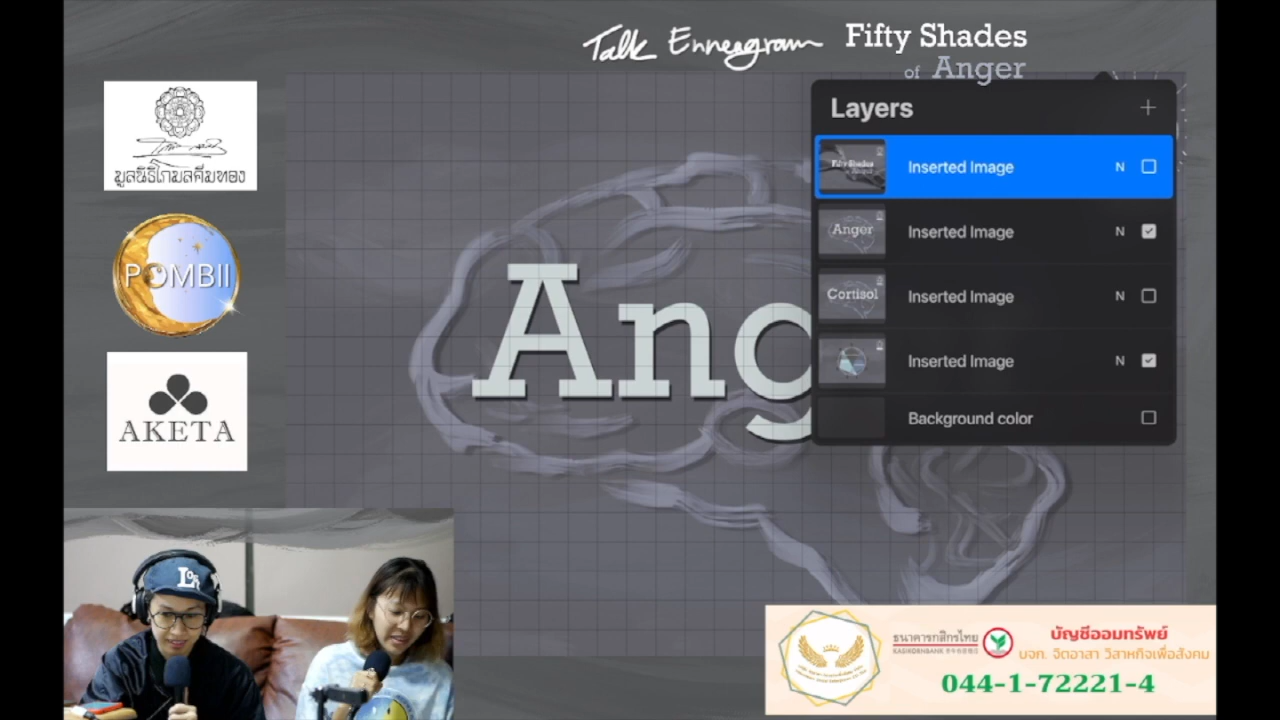 Talk Enneagram
Fifty Shades
of Anger
มูลนิธิโกมลคีมทอง
POMBII
AKETA
Ang
Layers
+
Fifty Shades
Inserted Image N
Anger
Inserted Image N
Cortisol
Inserted Image N
Inserted Image N
Background color
ธนาคารกสิกรไทย
KASIKORNBANK
บัญชีออมทรัพย์
บจก. จิตอาสา วิสาหกิจเพื่อสังคม
044-1-72221-4